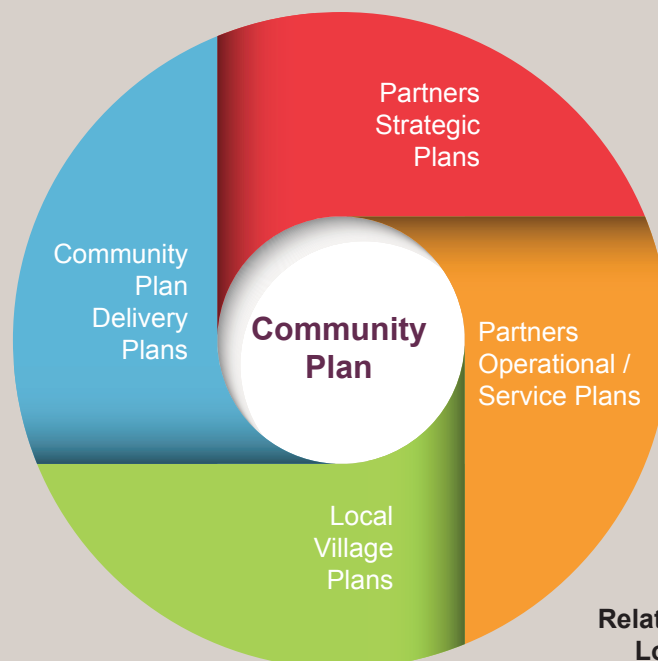 Partners
Strategic
Plans
Community
Plan
Delivery
Plans
Community
Plan
Partners
Operational /
Service Plans
Local
Village
Plans